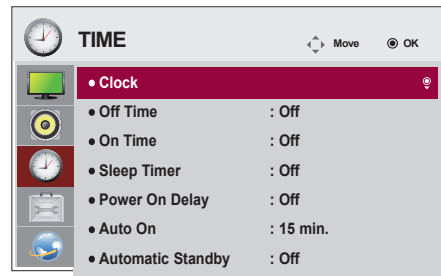 TIME Move OK
• Clock
• Off Time : Off
• On Time : Off
• Sleep Timer : Off
• Power On Delay : Off
• Auto On : 15 min.
• Automatic Standby : Off